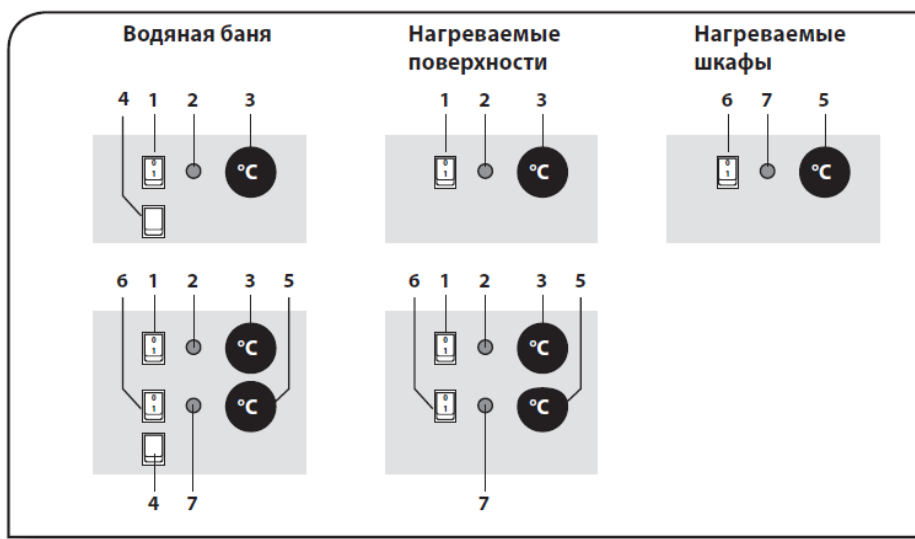 Водяная баня
Нагреваемые
поверхности
Нагреваемые
шкафы
4 1 2 3
1 2 3
6 7 5
0
1
°C
0
1
°C
0
1
°C
6 1 2 3 5
6 1 2 3 5
0
1
°C
0
1
°C
0
1
°C
0
1
°C
4 7
7